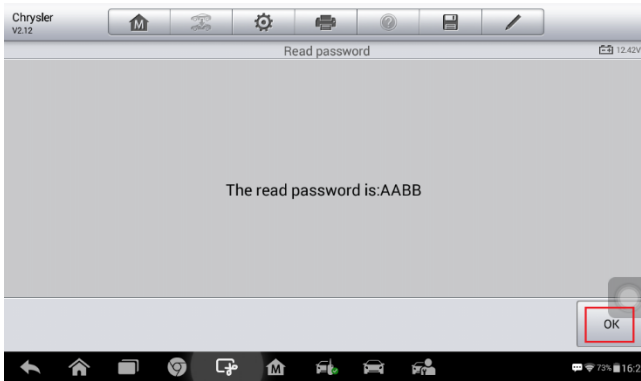 Chrysler
V2.12
M
Read password
12.42V
The read password is:AABB
OK
M
73%
16:2